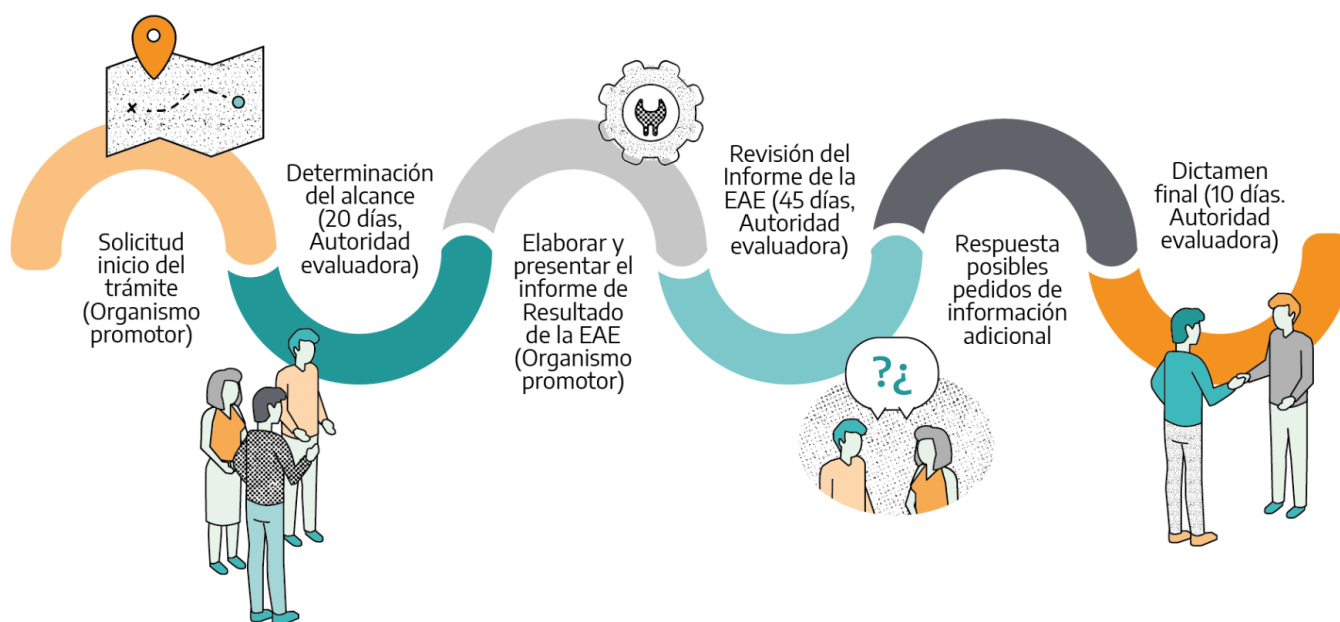 Solicitud
inicio del
trámite
(Organismo
promotor)
Determinación
del alcance
(20 días,
Autoridad
evaluadora)
Elaborar y
presentar el
informe de
Resultado
de la EAE
(Organismo
promotor)
Revisión del
Informe de la
EAE (45 días,
Autoridad
evaluadora)
?¿
Respuesta
posibles
pedidos de
información
adicional
Dictamen
final (10 días.
Autoridad
evaluadora)